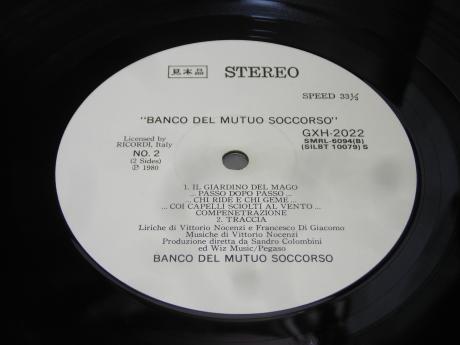 見本品 STEREO
SPEED 33⅓
"BANCO DEL MUTUO SOCCORSO"
Licensed by
RICORDI, Italy
NO. 2
(2 Sides)
℗ 1980
GXH-2022
SMRL-6094(B)
(SILBT 10079) S
1. IL GIARDINO DEL MAGO
... PASSO DOPO PASSO ...
... CHI RIDE E CHI GEME ...
... COI CAPELLI SCIOLTI AL VENTO ...
COMPENETRAZIONE
2. TRACCIA
Liriche di Vittorio Nocenzi e Francesco Di Giacomo
Musiche di Vittorio Nocenzi
Produzione diretta da Sandro Colombini
ed Wiz Music/Pegaso
BANCO DEL MUTUO SOCCORSO